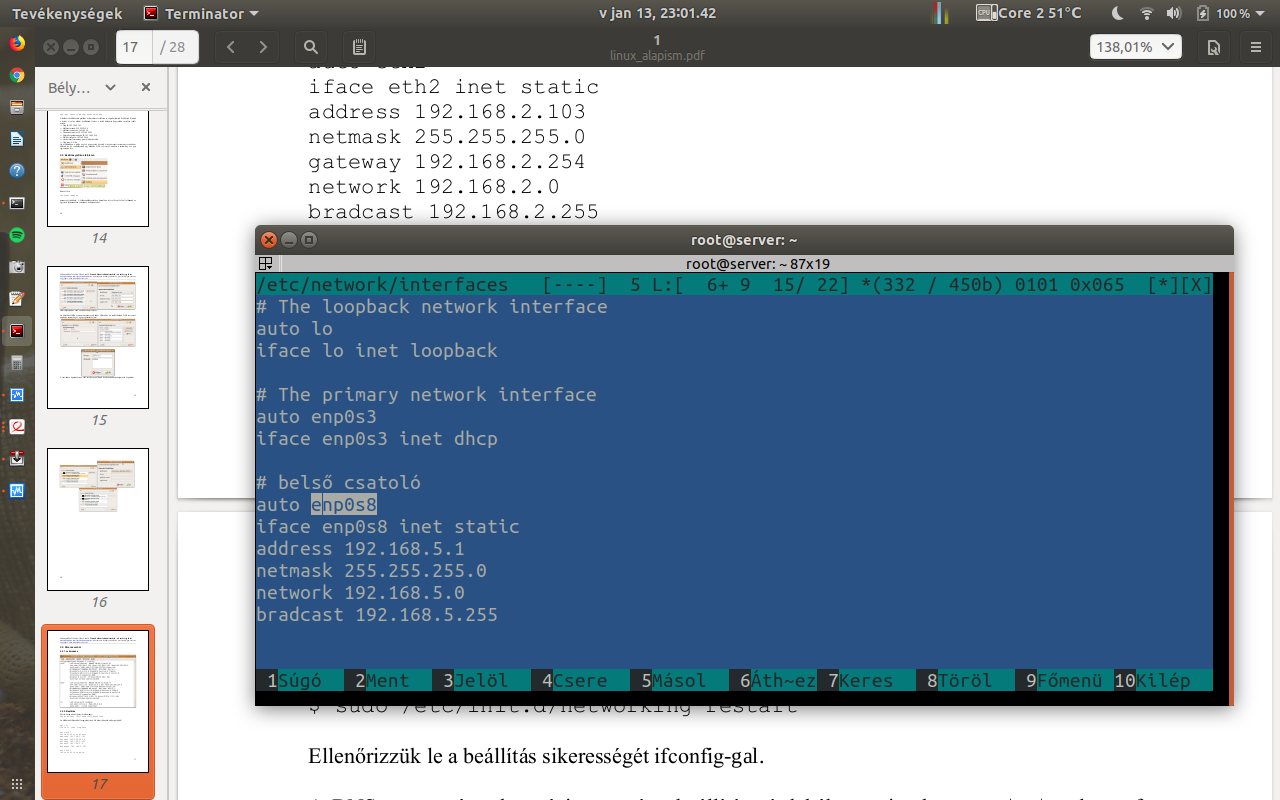 Tevékenységek
Terminator
v jan 13, 23:01.42
Core 2 51°C
100 %
17 / 28
1
linux_alapism.pdf
138,01%
Bély…
14
15
16
17
iface eth2 inet static
address 192.168.2.103
netmask 255.255.255.0
gateway 192.168.2.254
network 192.168.2.0
bradcast 192.168.2.255
root@server: ~
root@server: ~ 87x19
/etc/network/interfaces [----] 5 L:[ 6+ 9 15/ 22] *(332 / 450b) 0101 0x065 [*][X]
# The loopback network interface
auto lo
iface lo inet loopback
# The primary network interface
auto enp0s3
iface enp0s3 inet dhcp
# belső csatoló
auto enp0s8
iface enp0s8 inet static
address 192.168.5.1
netmask 255.255.255.0
network 192.168.5.0
bradcast 192.168.5.255
1Súgó 2Ment 3Jelöl 4Csere 5Másol 6Áth~ez 7Keres 8Töröl 9Főmenü 10Kilép
$ sudo /etc/init.d/networking restart
Ellenőrizzük le a beállítás sikerességét ifconfig-gal.